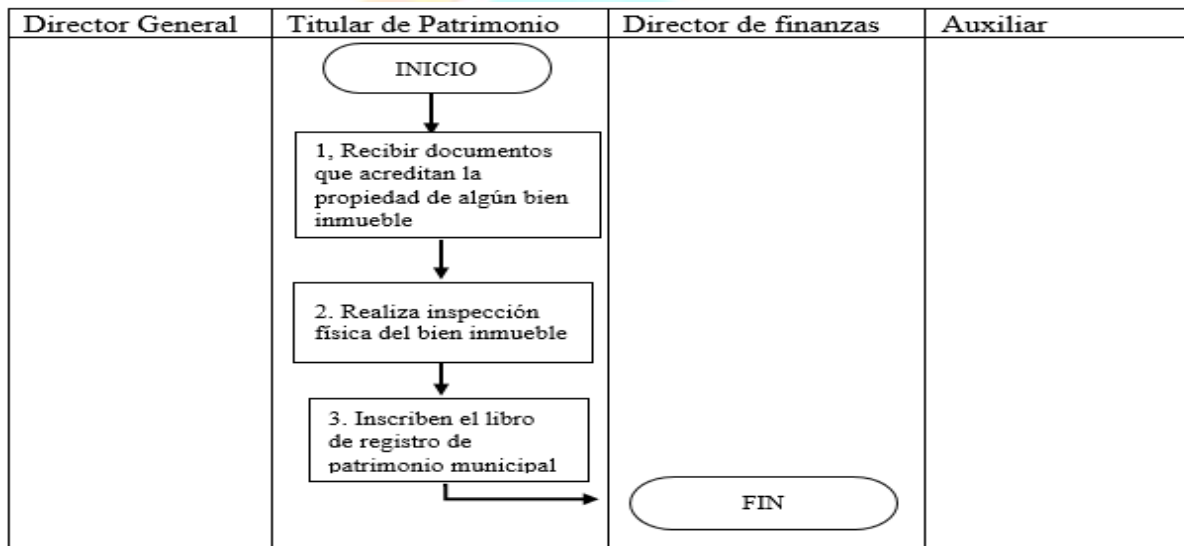 Director General
Titular de Patrimonio
Director de finanzas
Auxiliar
INICIO
1, Recibir documentos
que acreditan la
propiedad de algún bien
inmueble
2. Realiza inspección
física del bien inmueble
3. Inscriben el libro
de registro de
patrimonio municipal
FIN